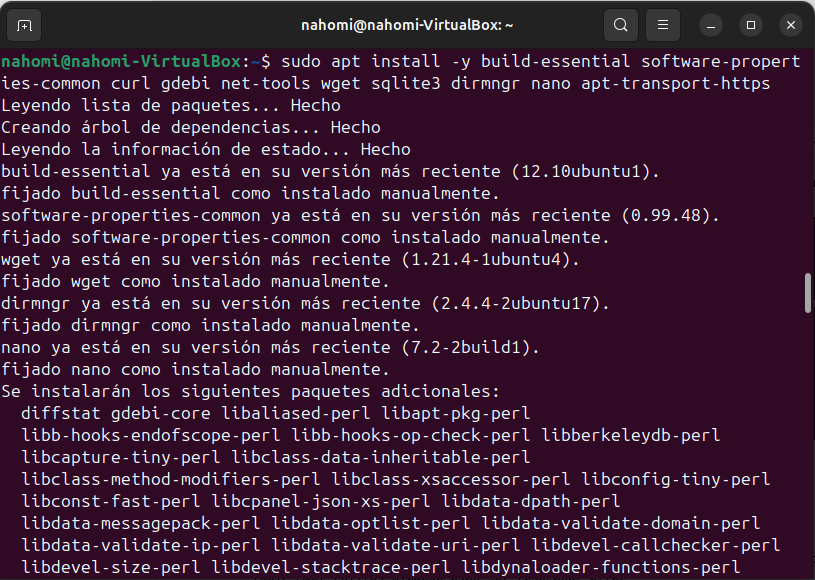 nahomi@nahomi-VirtualBox: ~
nahomi@nahomi-VirtualBox:~$ sudo apt install -y build-essential software-propert
ies-common curl gdebi net-tools wget sqlite3 dirmngr nano apt-transport-https
Leyendo lista de paquetes... Hecho
Creando árbol de dependencias... Hecho
Leyendo la información de estado... Hecho
build-essential ya está en su versión más reciente (12.10ubuntu1).
fijado build-essential como instalado manualmente.
software-properties-common ya está en su versión más reciente (0.99.48).
fijado software-properties-common como instalado manualmente.
wget ya está en su versión más reciente (1.21.4-1ubuntu4).
fijado wget como instalado manualmente.
dirmngr ya está en su versión más reciente (2.4.4-2ubuntu17).
fijado dirmngr como instalado manualmente.
nano ya está en su versión más reciente (7.2-2build1).
fijado nano como instalado manualmente.
Se instalarán los siguientes paquetes adicionales:
  diffstat gdebi-core libaliased-perl libapt-pkg-perl
  libb-hooks-endofscope-perl libb-hooks-op-check-perl libberkeleydb-perl
  libcapture-tiny-perl libclass-data-inheritable-perl
  libclass-method-modifiers-perl libclass-xsaccessor-perl libconfig-tiny-perl
  libconst-fast-perl libcpanel-json-xs-perl libdata-dpath-perl
  libdata-messagepack-perl libdata-optlist-perl libdata-validate-domain-perl
  libdata-validate-ip-perl libdata-validate-uri-perl libdevel-callchecker-perl
  libdevel-size-perl libdevel-stacktrace-perl libdynaloader-functions-perl